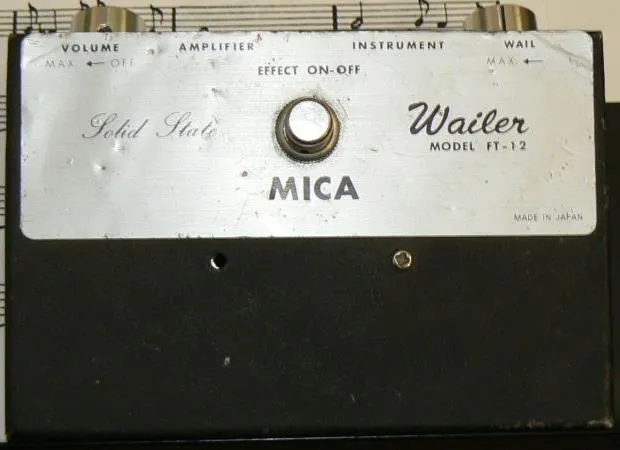 VOLUME AMPLIFIER INSTRUMENT WAIL
MAX. ← OFF MAX. ←
EFFECT ON-OFF
Solid State
Wailer
MODEL FT-12
MICA
MADE IN JAPAN